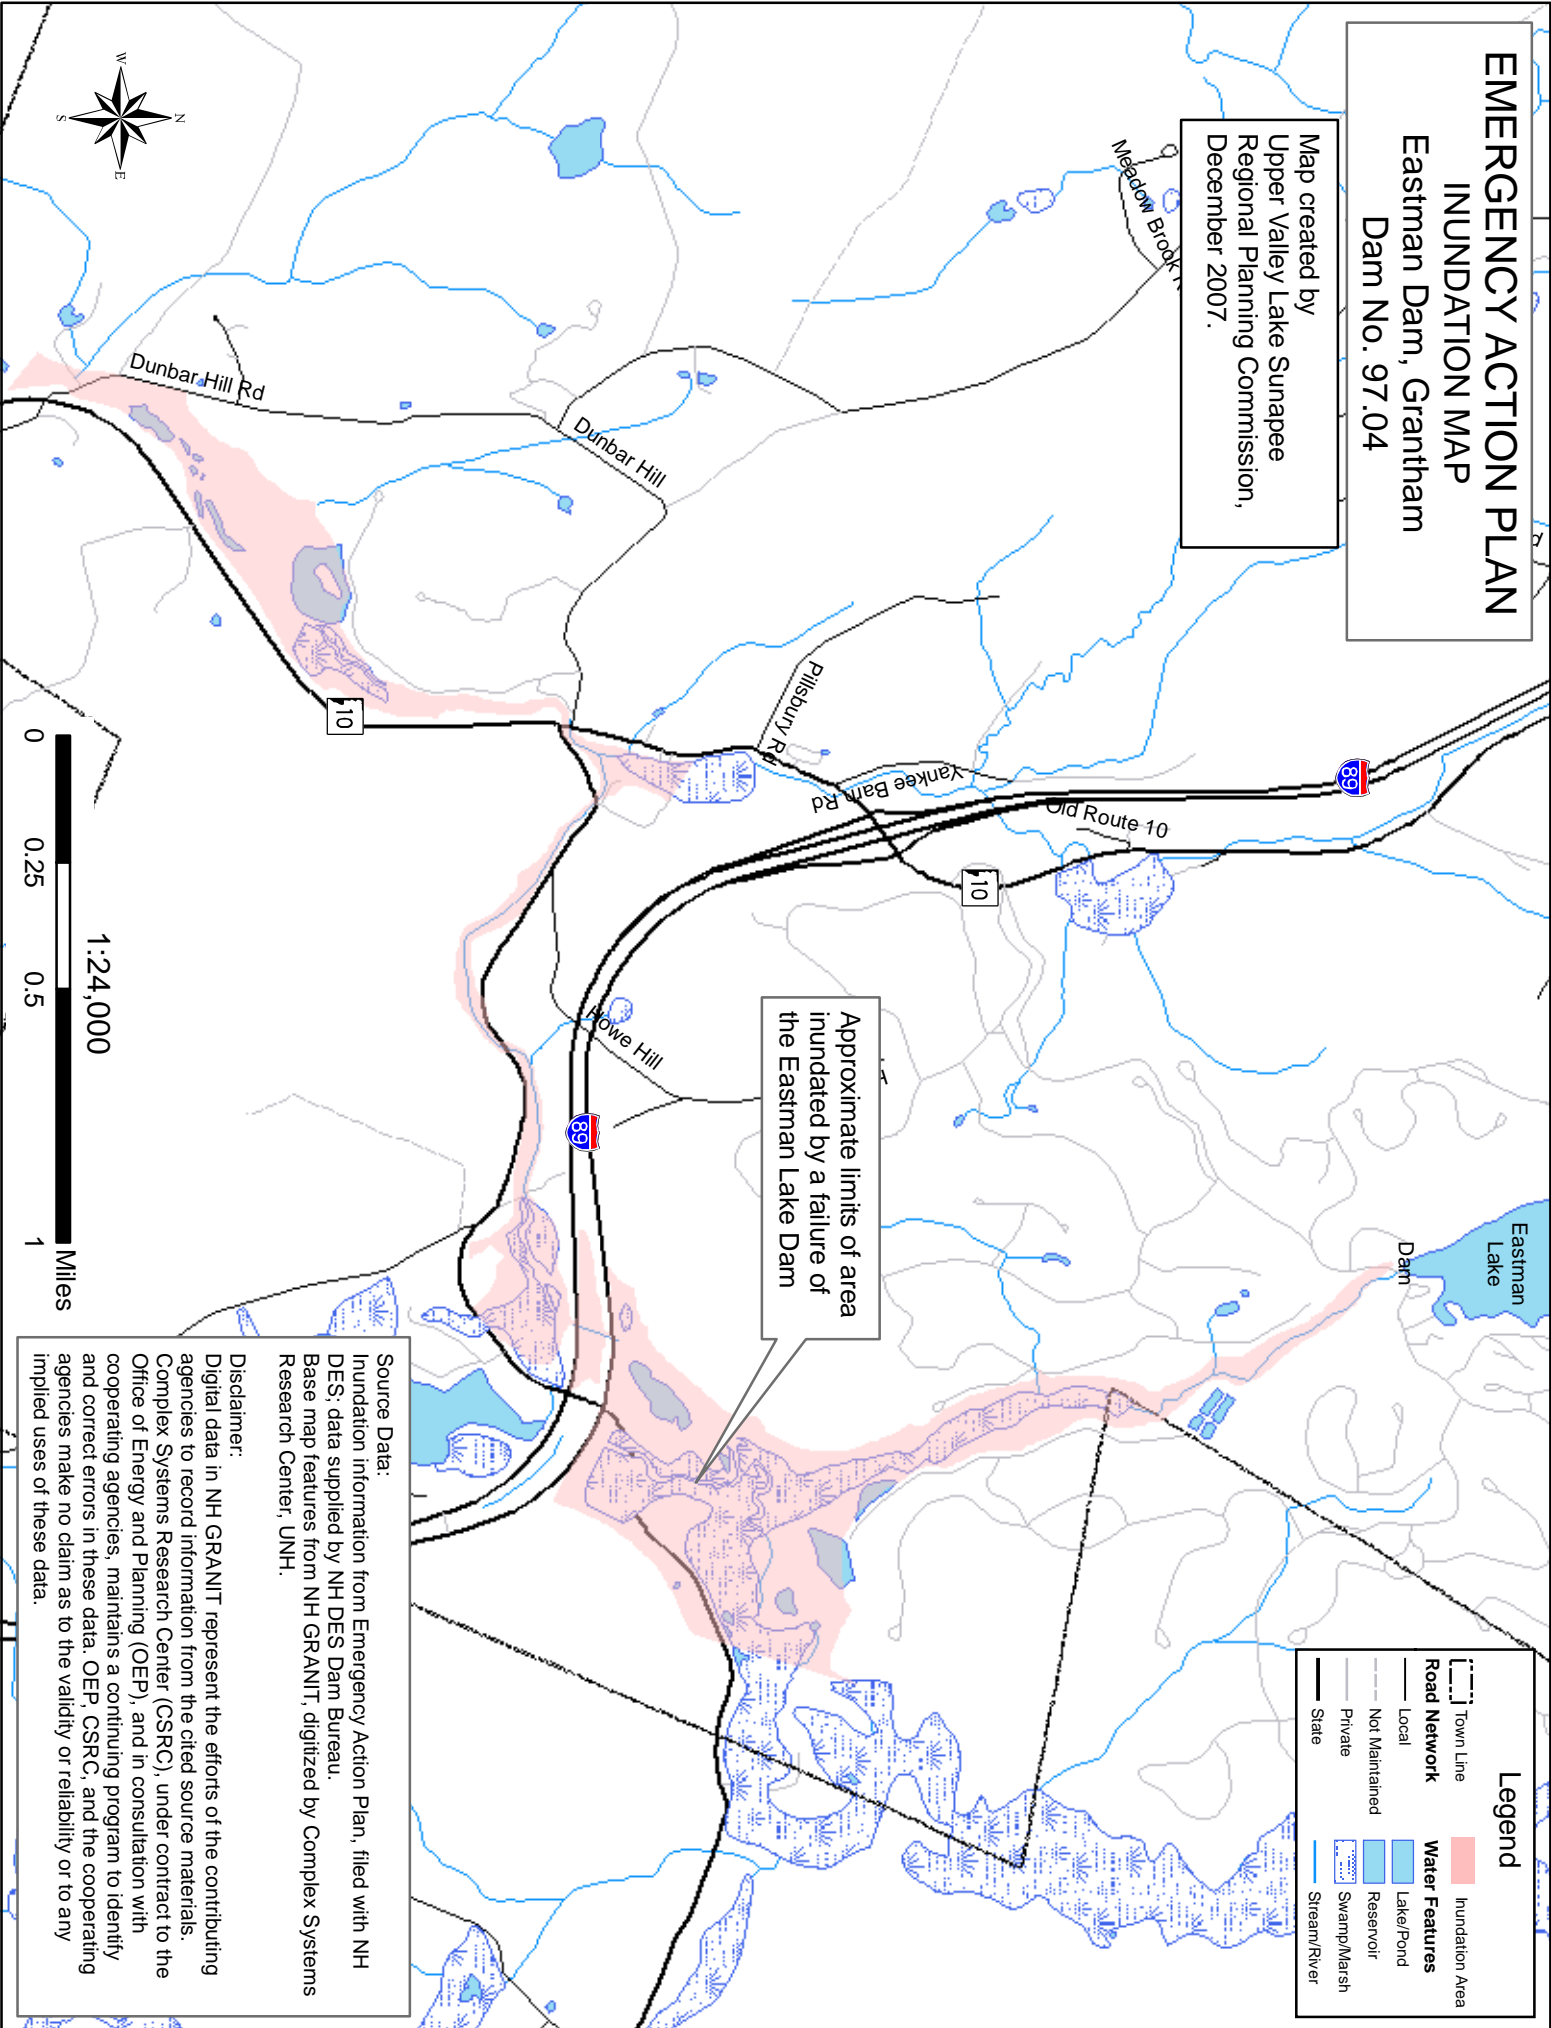 EMERGENCY ACTION PLAN
INUNDATION MAP
Eastman Dam, Grantham
Dam No. 97.04
Map created by
Upper Valley Lake Sunapee
Regional Planning Commission,
December 2007.
Meadow Brook
d
W
N
S
E
Dunbar Hill Rd
Dunbar Hill
Pillsbury Rd
Yankee Barn Rd
Old Route 10
89
10
10
Howe Hill
89
Approximate limits of area
inundated by a failure of
the Eastman Lake Dam
Eastman
Lake
Dam
Legend
Town Line
Road Network
Local
Not Maintained
Private
State
Inundation Area
Water Features
Lake/Pond
Reservoir
Swamp/Marsh
Stream/River
1:24,000
0
0.25
0.5
1
Miles
Source Data:
Inundation information from Emergency Action Plan, filed with NH
DES; data supplied by NH DES Dam Bureau.
Base map features from NH GRANIT, digitized by Complex Systems
Research Center, UNH.
Disclaimer:
Digital data in NH GRANIT represent the efforts of the contributing
agencies to record information from the cited source materials.
Complex Systems Research Center (CSRC), under contract to the
Office of Energy and Planning (OEP), and in consultation with
cooperating agencies, maintains a continuing program to identify
and correct errors in these data. OEP, CSRC, and the cooperating
agencies make no claim as to the validity or reliability or to any
implied uses of these data.